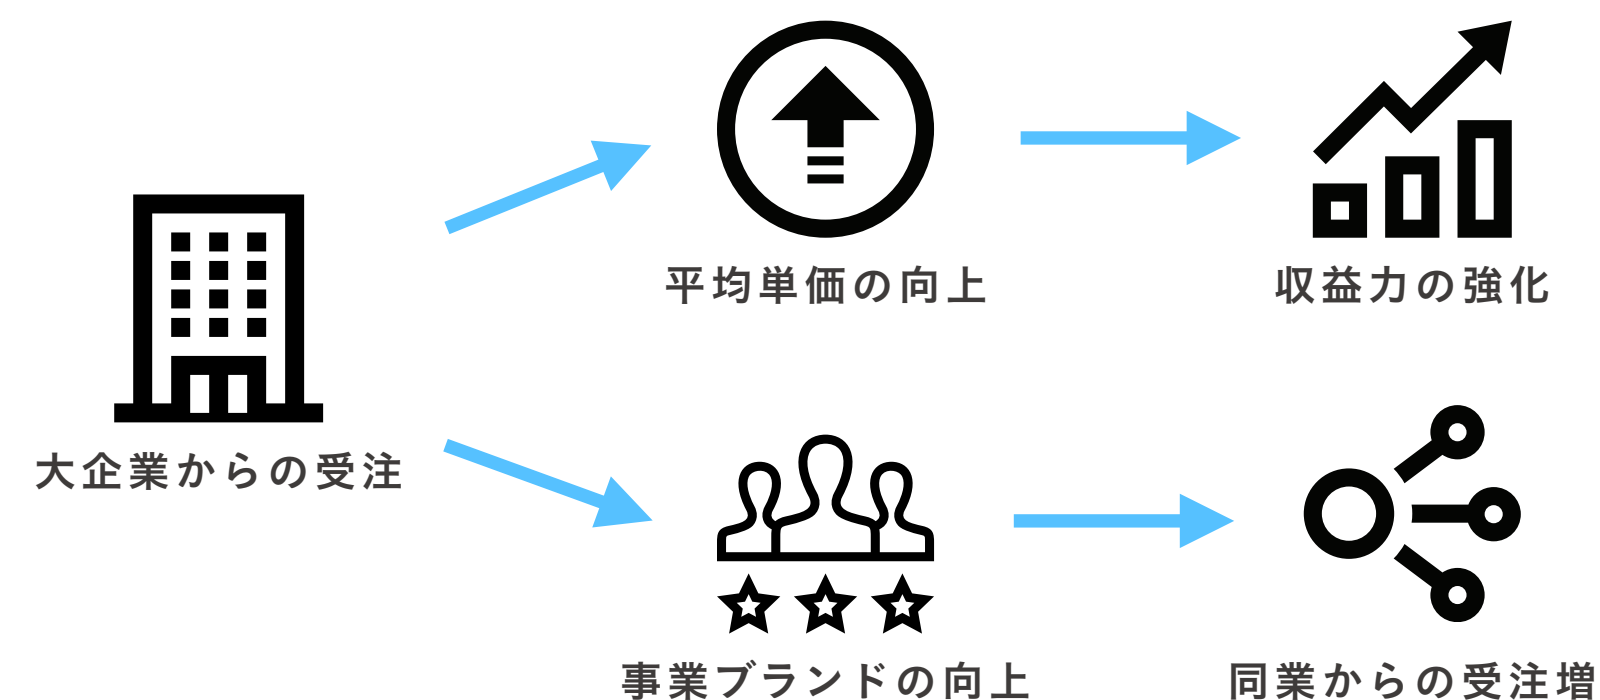 平均単価の向上
収益力の強化
大企業からの受注
事業ブランドの向上
同業からの受注増